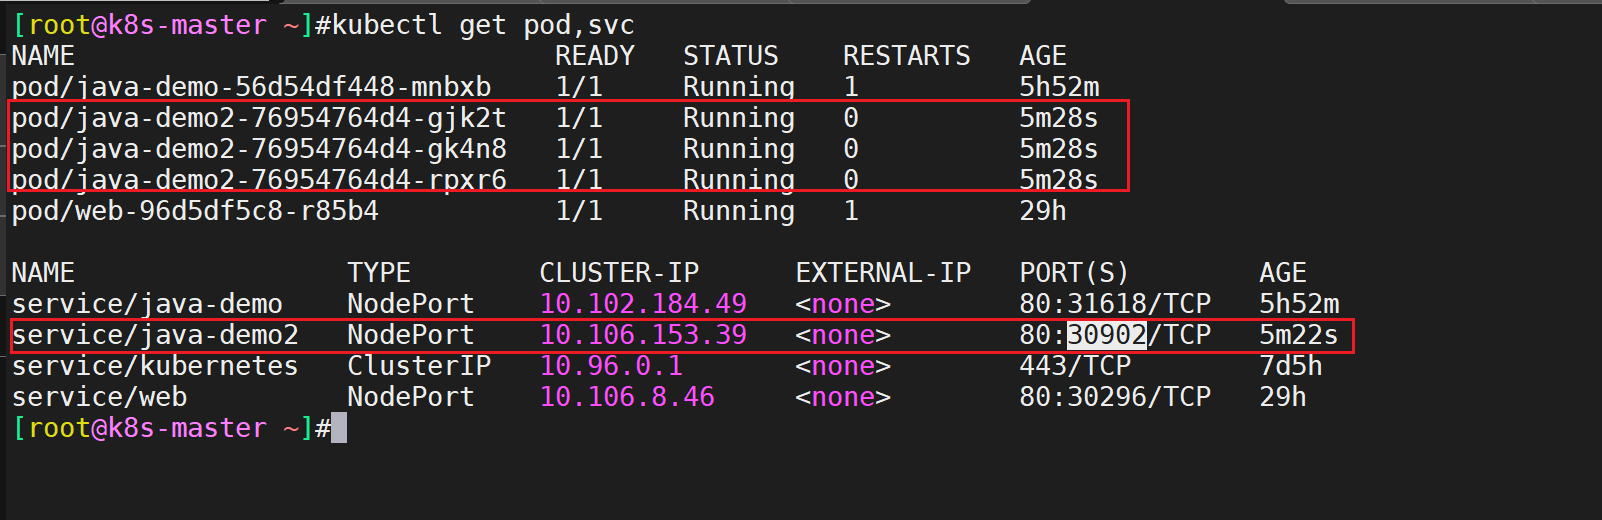 [root@k8s-master ~]#kubectl get pod,svc
NAME READY STATUS RESTARTS AGE
pod/java-demo-56d54df448-mnbxb 1/1 Running 1 5h52m
pod/java-demo2-76954764d4-gjk2t 1/1 Running 0 5m28s
pod/java-demo2-76954764d4-gk4n8 1/1 Running 0 5m28s
pod/java-demo2-76954764d4-rpxr6 1/1 Running 0 5m28s
pod/web-96d5df5c8-r85b4 1/1 Running 1 29h
NAME TYPE CLUSTER-IP EXTERNAL-IP PORT(S) AGE
service/java-demo NodePort 10.102.184.49 <none> 80:31618/TCP 5h52m
service/java-demo2 NodePort 10.106.153.39 <none> 80:30902/TCP 5m22s
service/kubernetes ClusterIP 10.96.0.1 <none> 443/TCP 7d5h
service/web NodePort 10.106.8.46 <none> 80:30296/TCP 29h
[root@k8s-master ~]#